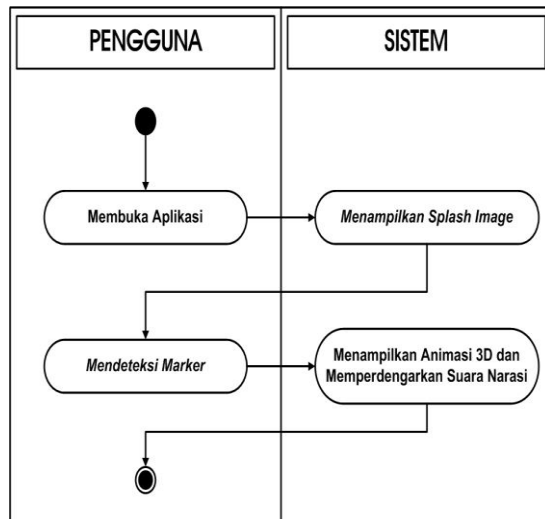 PENGGUNA
SISTEM
Membuka Aplikasi
Menampilkan Splash Image
Mendeteksi Marker
Menampilkan Animasi 3D dan
Memperdengarkan Suara Narasi